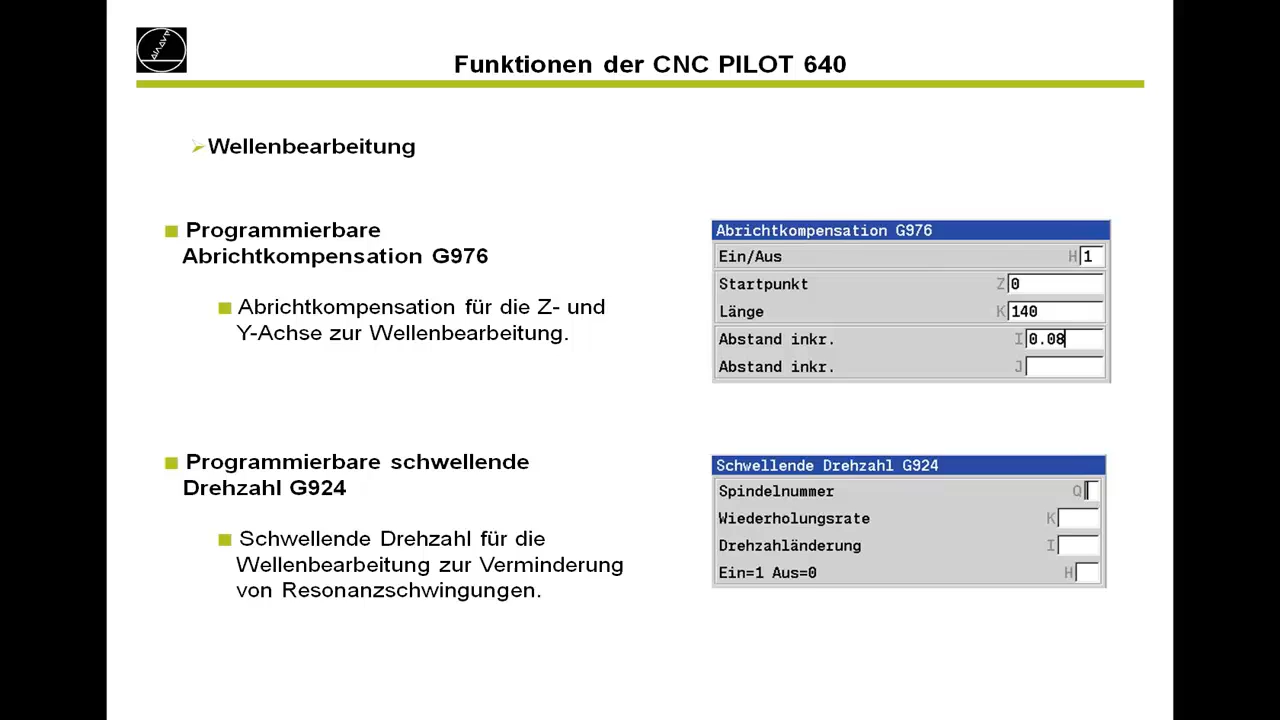 Funktionen der CNC PILOT 640
Wellenbearbeitung
Programmierbare
Abrichtkompensation G976
Abrichtkompensation für die Z- und
Y-Achse zur Wellenbearbeitung.
Abrichtkompensation G976
Ein/Aus H 1
Startpunkt Z 0
Länge K 140
Abstand inkr. I 0.08
Abstand inkr. J
Programmierbare schwellende
Drehzahl G924
Schwellende Drehzahl für die
Wellenbearbeitung zur Verminderung
von Resonanzschwingungen.
Schwellende Drehzahl G924
Spindelnummer Q
Wiederholungsrate K
Drehzahländerung I
Ein=1 Aus=0 H